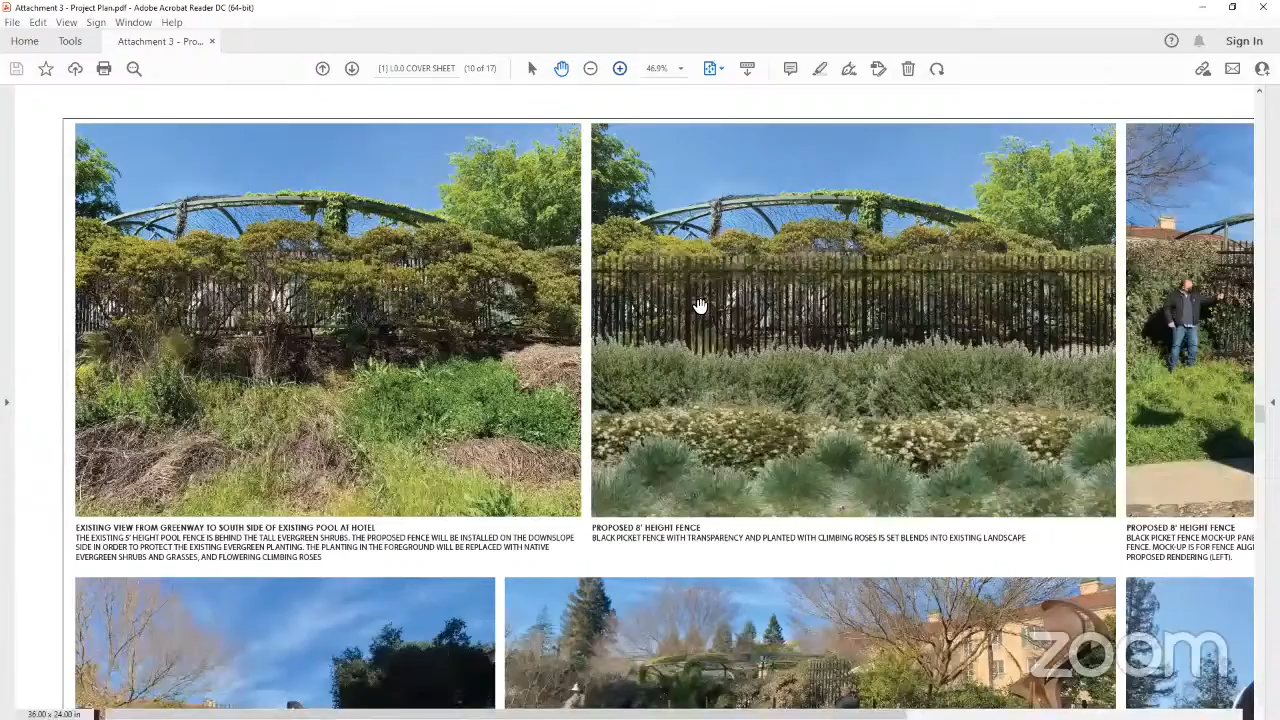 Attachment 3 - Project Plan.pdf - Adobe Acrobat Reader DC (64-bit)
File Edit View Sign Window Help
Home Tools Attachment 3 - Pro... × Sign In
[1] L0.0 COVER SHEET (10 of 17) 46.9%
EXISTING VIEW FROM GREENWAY TO SOUTH SIDE OF EXISTING POOL AT HOTEL
THE EXISTING 5' HEIGHT POOL FENCE IS BEHIND THE TALL EVERGREEN SHRUBS. THE PROPOSED FENCE WILL BE INSTALLED ON THE DOWNSLOPE
SIDE IN ORDER TO PROTECT THE EXISTING EVERGREEN PLANTING. THE PLANTING IN THE FOREGROUND WILL BE REPLACED WITH NATIVE
EVERGREEN SHRUBS AND GRASSES, AND FLOWERING CLIMBING ROSES
PROPOSED 8' HEIGHT FENCE
BLACK PICKET FENCE WITH TRANSPARENCY AND PLANTED WITH CLIMBING ROSES IS SET BLENDS INTO EXISTING LANDSCAPE
PROPOSED 8' HEIGHT FENCE
BLACK PICKET FENCE MOCK-UP. PANE
FENCE. MOCK-UP IS FOR FENCE ALIG
PROPOSED RENDERING (LEFT).
zoom
36.00 x 24.00 in